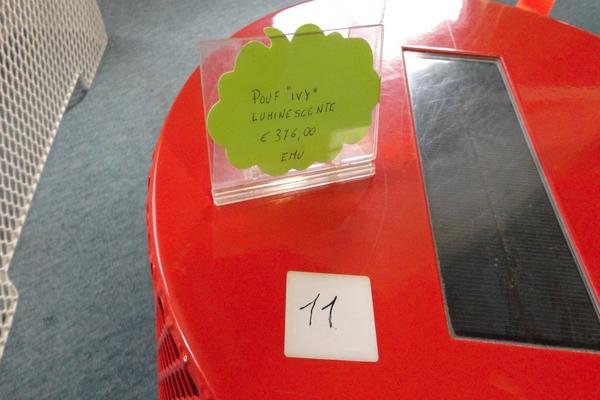 POUF "IVY"
LUMINESCENTE
€ 376,00
EMU
11